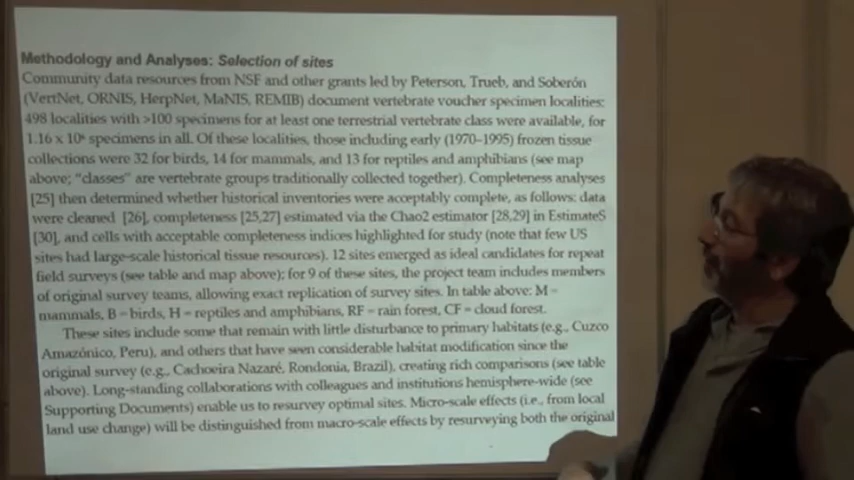 Methodology and Analyses: Selection of sites
Community data resources from NSF and other grants led by Peterson, Trueb, and Soberón
(VertNet, ORNIS, HerpNet, MaNIS, REMIB) document vertebrate voucher specimen localities:
498 localities with >100 specimens for at least one terrestrial vertebrate class were available, for
1.16 x 10⁶ specimens in all. Of these localities, those including early (1970–1995) frozen tissue
collections were 32 for birds, 14 for mammals, and 13 for reptiles and amphibians (see map
above; "classes" are vertebrate groups traditionally collected together). Completeness analyses
[25] then determined whether historical inventories were acceptably complete, as follows: data
were cleaned [26], completeness [25,27] estimated via the Chao2 estimator [28,29] in EstimateS
[30], and cells with acceptable completeness indices highlighted for study (note that few US
sites had large-scale historical tissue resources). 12 sites emerged as ideal candidates for repeat
field surveys (see table and map above); for 9 of these sites, the project team includes members
of original survey teams, allowing exact replication of survey sites. In table above: M =
mammals, B = birds, H = reptiles and amphibians, RF = rain forest, CF = cloud forest.
These sites include some that remain with little disturbance to primary habitats (e.g., Cuzco
Amazónico, Peru), and others that have seen considerable habitat modification since the
original survey (e.g., Cachoeira Nazaré, Rondonia, Brazil), creating rich comparisons (see table
above). Long-standing collaborations with colleagues and institutions hemisphere-wide (see
Supporting Documents) enable us to resurvey optimal sites. Micro-scale effects (i.e., from local
land use change) will be distinguished from macro-scale effects by resurveying both the original